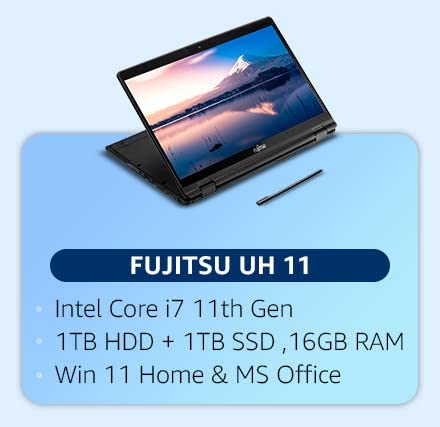 FUJITSU
FUJITSU UH 11
Intel Core i7 11th Gen
1TB HDD + 1TB SSD ,16GB RAM
Win 11 Home & MS Office